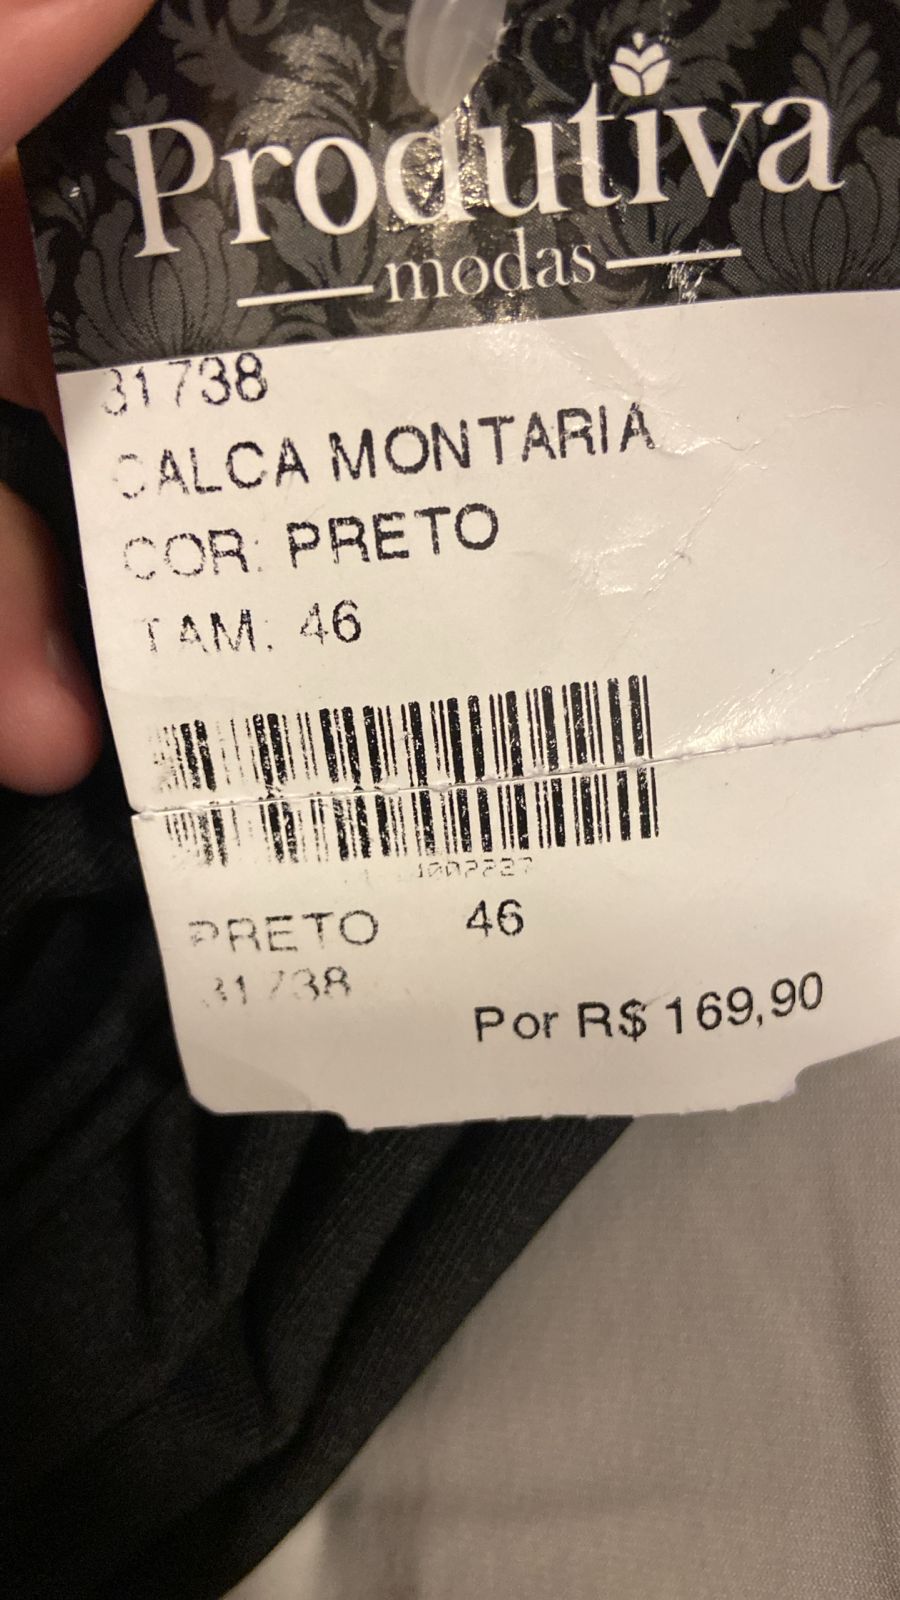 Produtiva
modas
31738
CALCA MONTARIA
COR: PRETO
TAM: 46
PRETO 46
31738
Por R$ 169,90